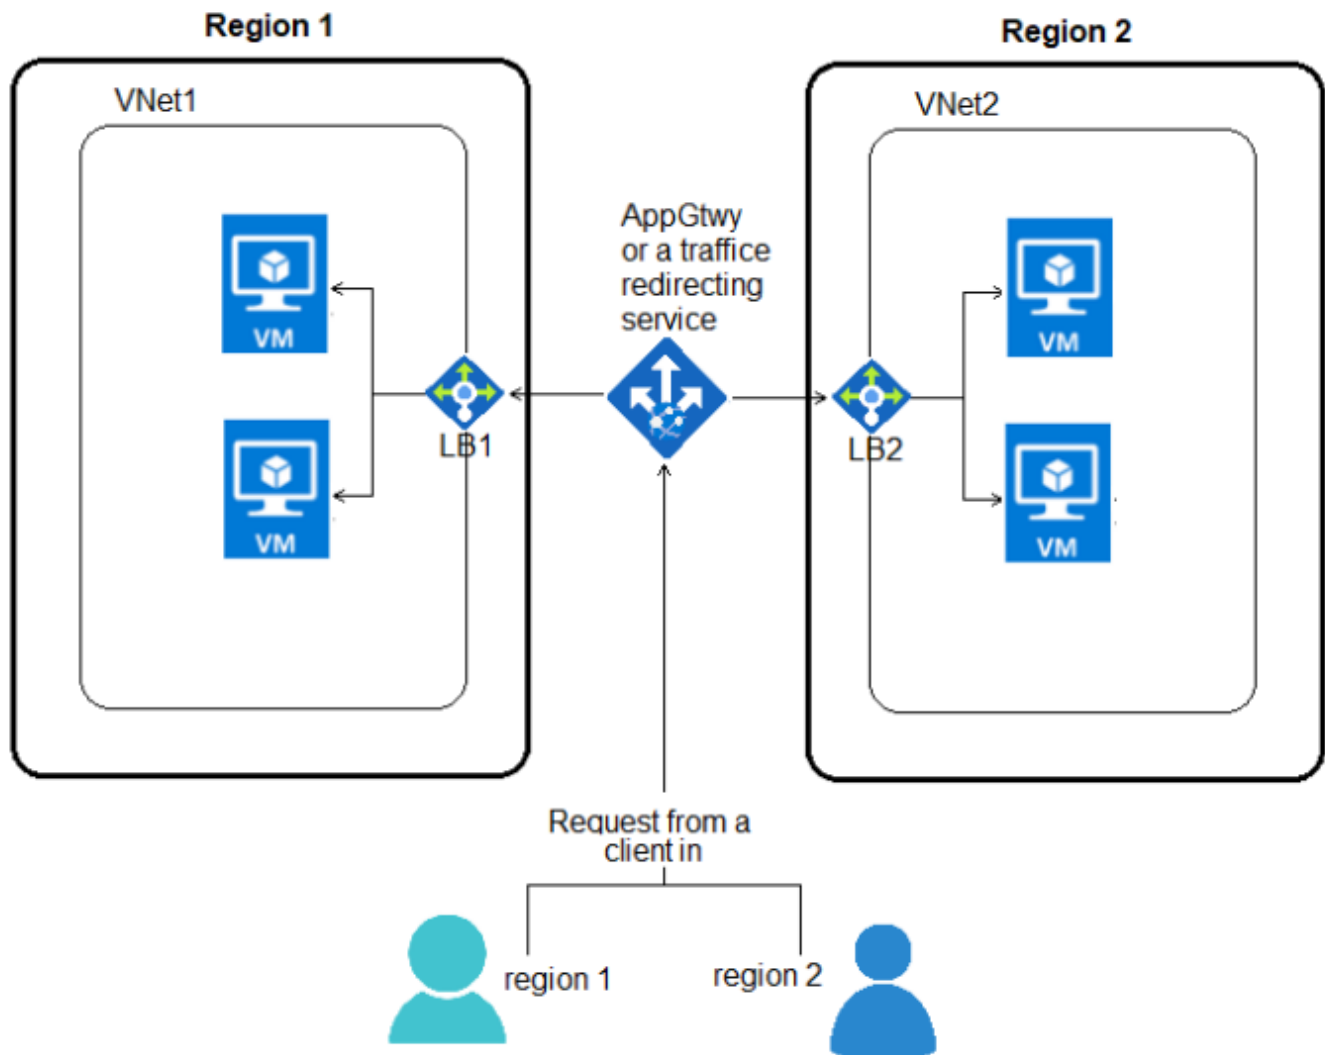 Region 1
Region 2
VNet1
VNet2
AppGtwy
or a traffice
redirecting
service
VM
VM
VM
VM
LB1
LB2
Request from a
client in
region 1
region 2